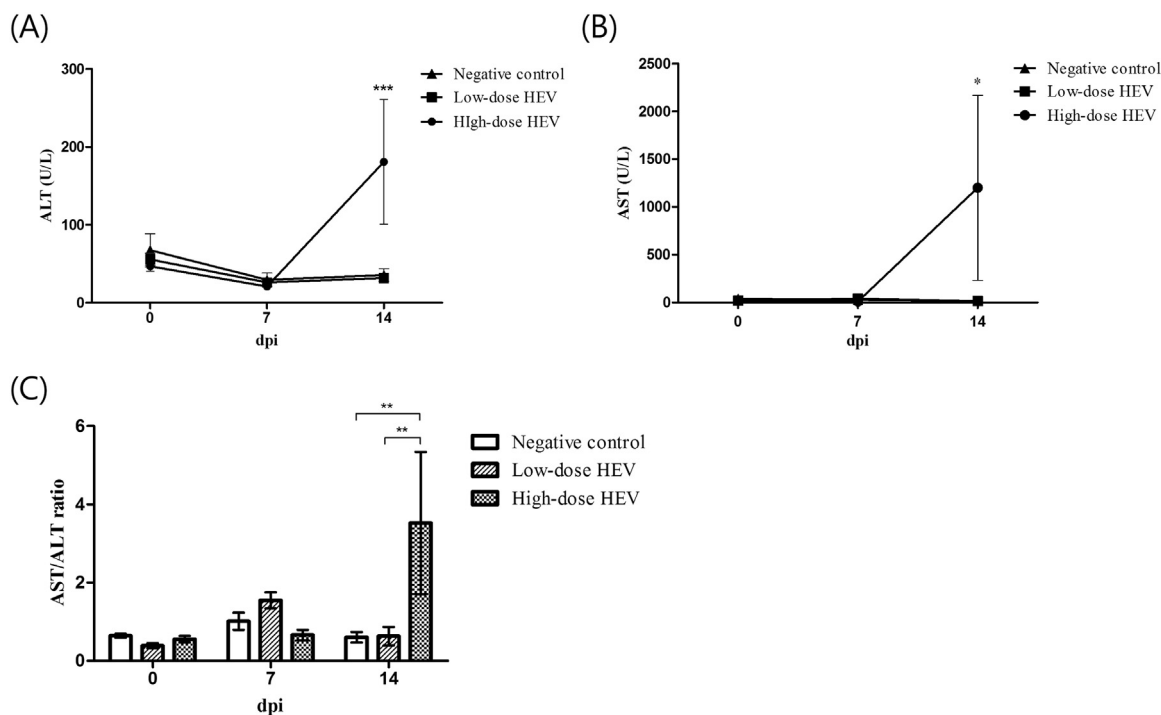 (A)
300
200
100
0
ALT (U/L)
0 7 14
dpi
***
Negative control
Low-dose HEV
HIgh-dose HEV
(B)
2500
2000
1500
1000
500
0
AST (U/L)
0 7 14
dpi
*
Negative control
Low-dose HEV
High-dose HEV
(C)
6
4
2
0
AST/ALT ratio
0 7 14
dpi
**
**
Negative control
Low-dose HEV
High-dose HEV